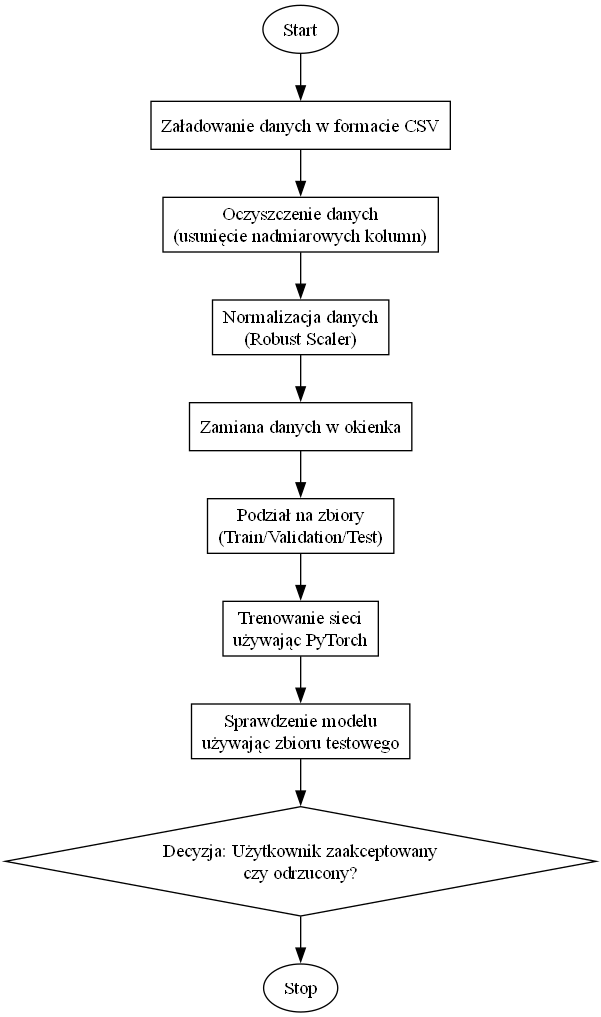 Start
Załadowanie danych w formacie CSV
Oczyszczenie danych
(usunięcie nadmiarowych kolumn)
Normalizacja danych
(Robust Scaler)
Zamiana danych w okienka
Podział na zbiory
(Train/Validation/Test)
Trenowanie sieci
używając PyTorch
Sprawdzenie modelu
używając zbioru testowego
Decyzja: Użytkownik zaakceptowany
czy odrzucony?
Stop